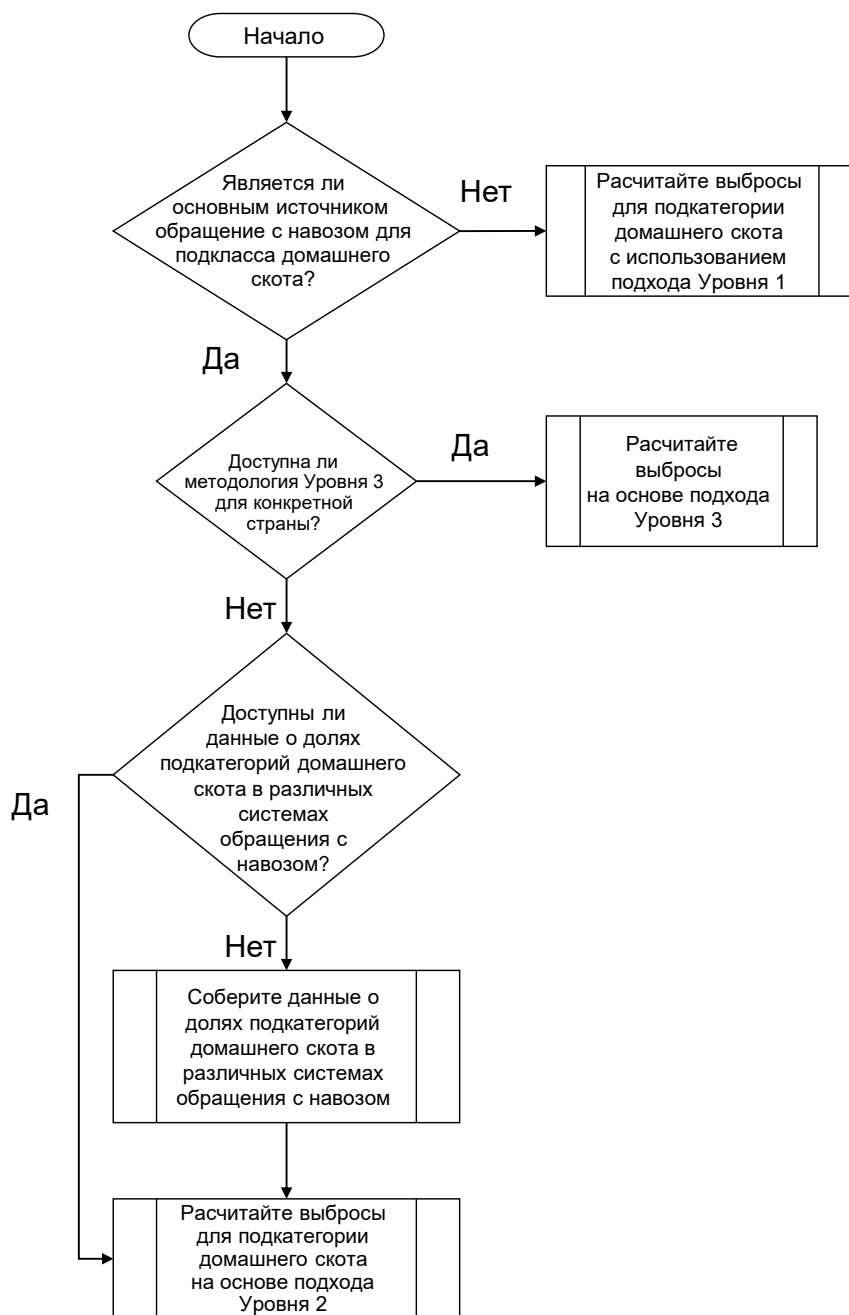 Начало
Является ли
основным источником
обращение с навозом для
подкласса домашнего
скота?
Нет
Расчитайте выбросы
для подкатегории
домашнего скота
с использованием
подхода Уровня 1
Да
Доступна ли
методология Уровня 3
для конкретной
страны?
Да
Расчитайте
выбросы
на основе подхода
Уровня 3
Нет
Доступны ли
данные о долях
подкатегорий домашнего
скота в различных
системах
обращения с
навозом?
Да
Нет
Соберите данные о
долях подкатегорий
домашнего скота в
различных системах
обращения с навозом
Расчитайте выбросы
для подкатегории
домашнего скота
на основе подхода
Уровня 2